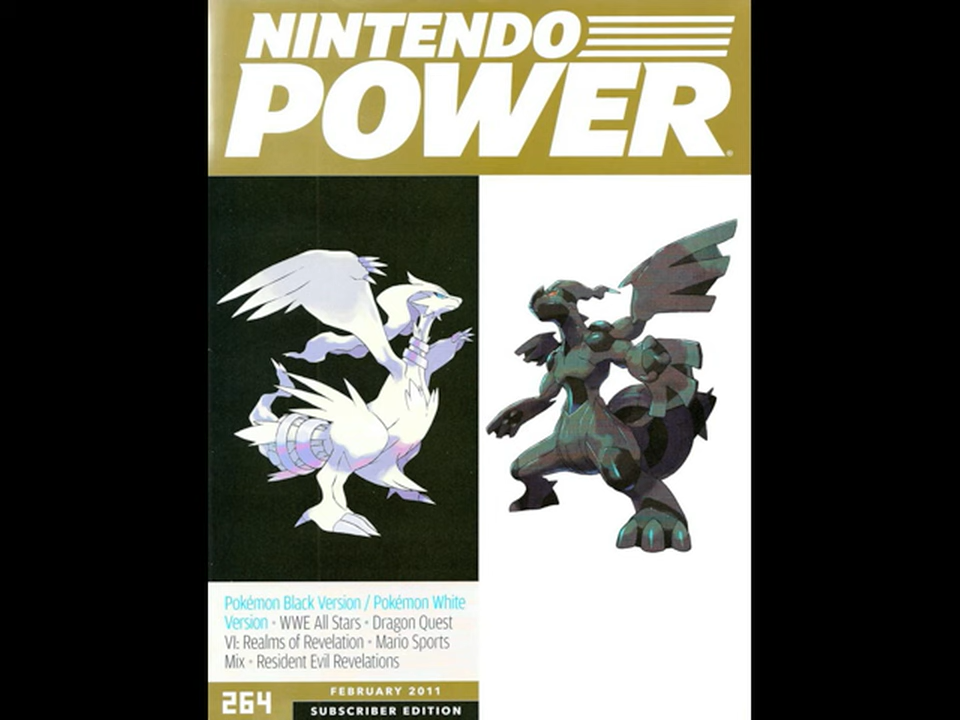 NINTENDO
POWER®
Pokémon Black Version / Pokémon White
Version • WWE All Stars • Dragon Quest
VI: Realms of Revelation • Mario Sports
Mix • Resident Evil Revelations
264
FEBRUARY 2011
SUBSCRIBER EDITION